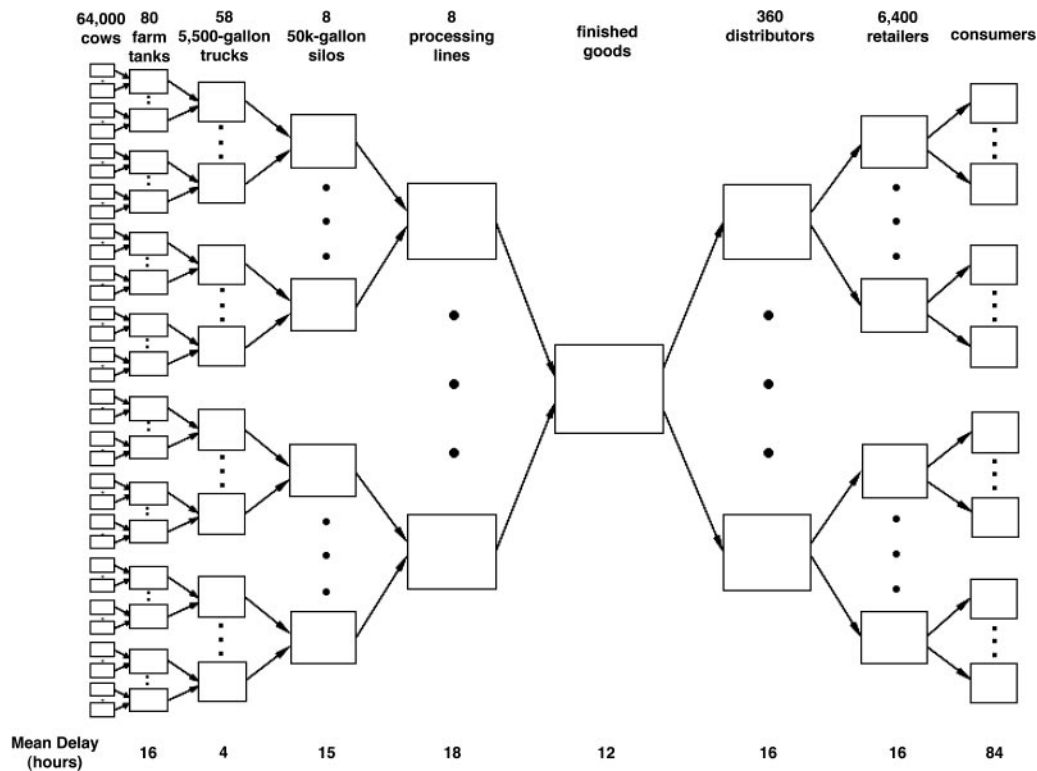 64,000 cows
80 farm tanks
58 5,500-gallon trucks
8 50k-gallon silos
8 processing lines
finished goods
360 distributors
6,400 retailers
consumers
Mean Delay (hours)
16
4
15
18
12
16
16
84